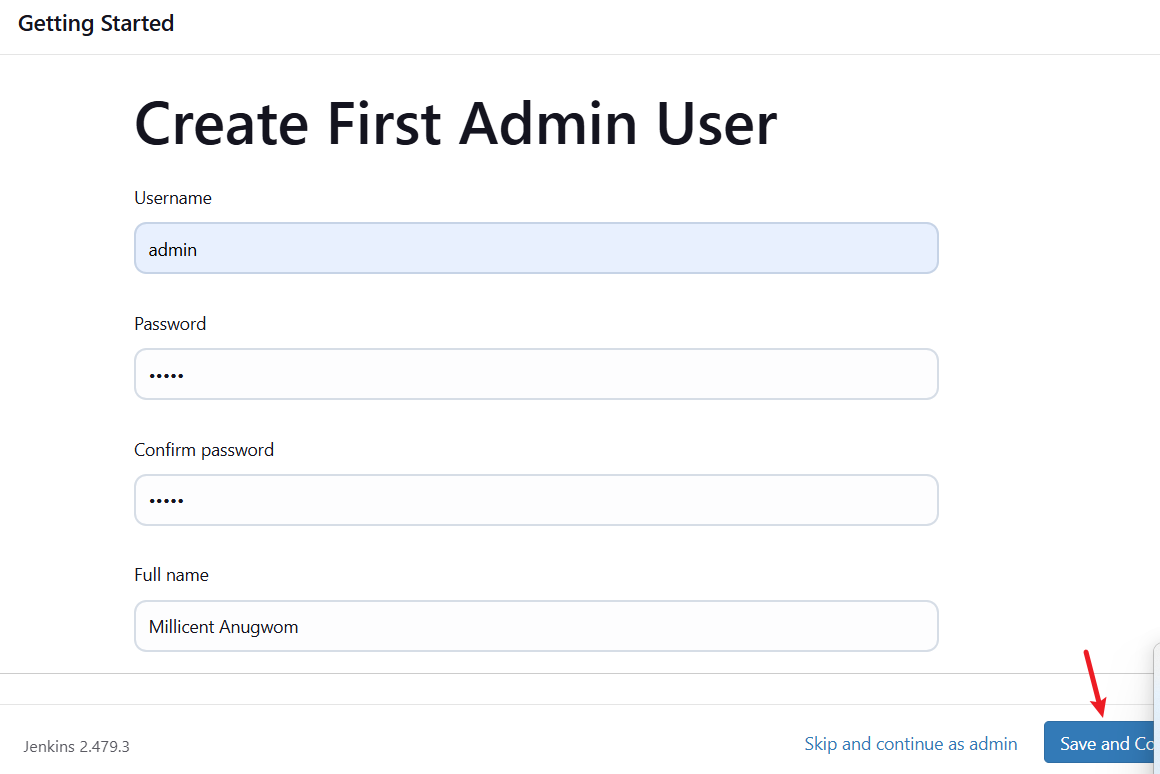 Getting Started
Create First Admin User
Username
admin
Password
•••••
Confirm password
•••••
Full name
Millicent Anugwom
Jenkins 2.479.3
Skip and continue as admin
Save and Co